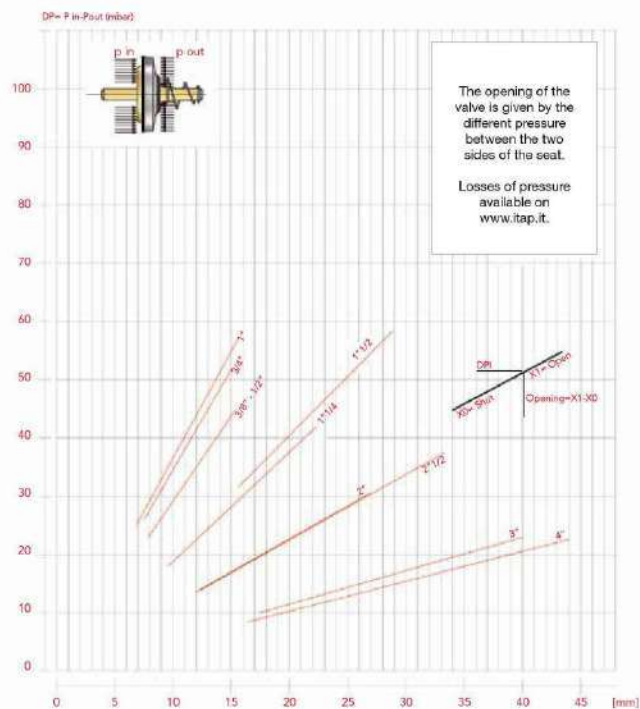 DP= P in-Pout (mbar)
p in p out
100
90
80
70
60
50
40
30
20
10
0
The opening of the
valve is given by the
different pressure
between the two
sides of the seat.
Losses of pressure
available on
www.itap.it.
1"
3/4"
3/8" - 1/2"
1"1/2
1"1/4
2"
2"1/2
3"
4"
DPI
X1= Open
X0= Shut
Opening=X1-X0
0 5 10 15 20 25 30 35 40 45 [mm]